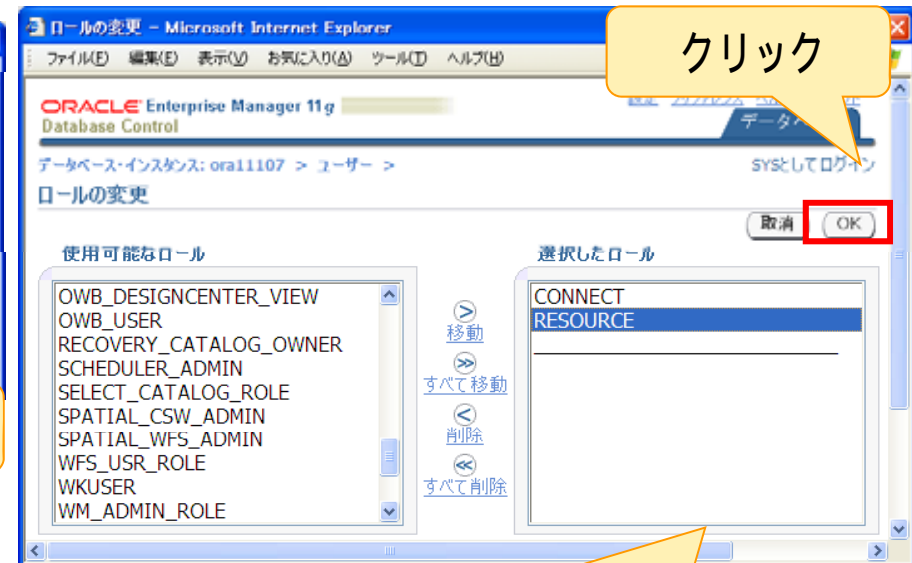 ロールの変更 - Microsoft Internet Explorer
ファイル(F) 編集(E) 表示(V) お気に入り(A) ツール(T) ヘルプ(H)
クリック
ORACLE Enterprise Manager 11g
Database Control
データベース・インスタンス: ora11107 > ユーザー >
SYSとしてログイン
ロールの変更
取消 OK
使用可能なロール
選択したロール
OWB_DESIGNCENTER_VIEW
OWB_USER
RECOVERY_CATALOG_OWNER
SCHEDULER_ADMIN
SELECT_CATALOG_ROLE
SPATIAL_CSW_ADMIN
SPATIAL_WFS_ADMIN
WFS_USR_ROLE
WKUSER
WM_ADMIN_ROLE
移動
すべて移動
削除
すべて削除
CONNECT
RESOURCE